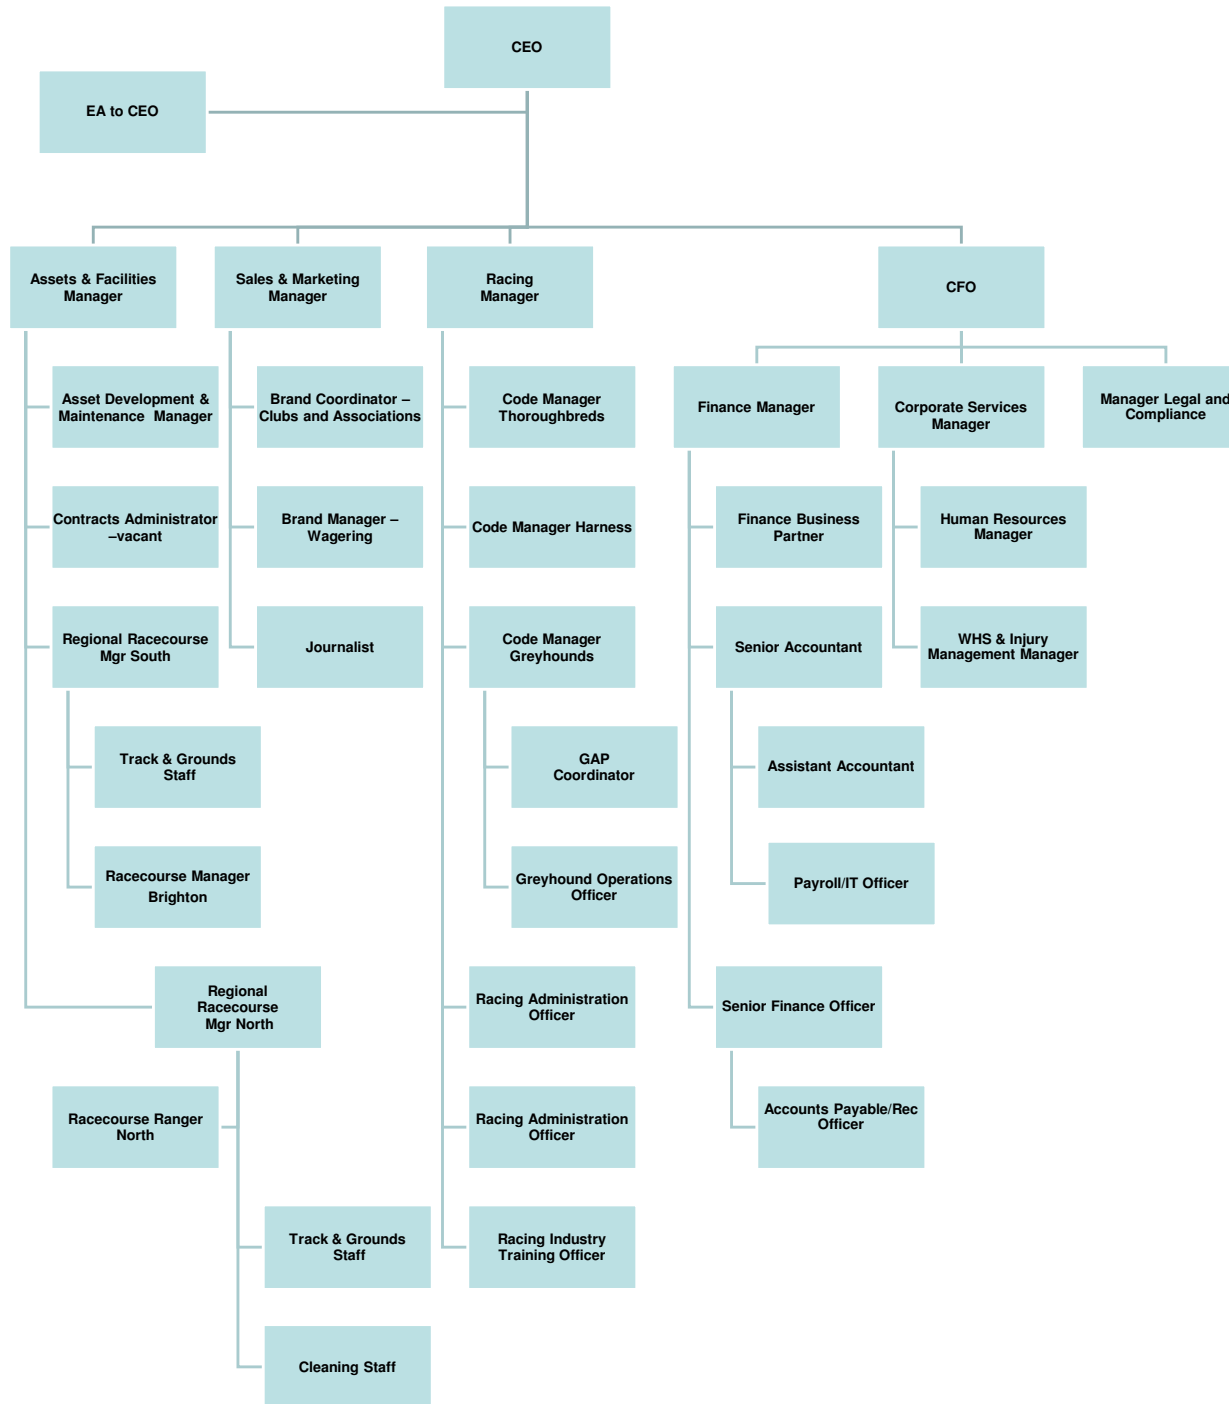 CEO
EA to CEO
Assets & Facilities
Manager
Sales & Marketing
Manager
Racing
Manager
CFO
Asset Development &
Maintenance Manager
Brand Coordinator –
Clubs and Associations
Code Manager
Thoroughbreds
Finance Manager
Corporate Services
Manager
Manager Legal and
Compliance
Contracts Administrator
–vacant
Brand Manager –
Wagering
Code Manager Harness
Finance Business
Partner
Human Resources
Manager
Regional Racecourse
Mgr South
Journalist
Code Manager
Greyhounds
Senior Accountant
WHS & Injury
Management Manager
Track & Grounds
Staff
GAP
Coordinator
Assistant Accountant
Racecourse Manager
Brighton
Greyhound Operations
Officer
Payroll/IT Officer
Regional
Racecourse
Mgr North
Racing Administration
Officer
Senior Finance Officer
Racecourse Ranger
North
Racing Administration
Officer
Accounts Payable/Rec
Officer
Track & Grounds
Staff
Racing Industry
Training Officer
Cleaning Staff